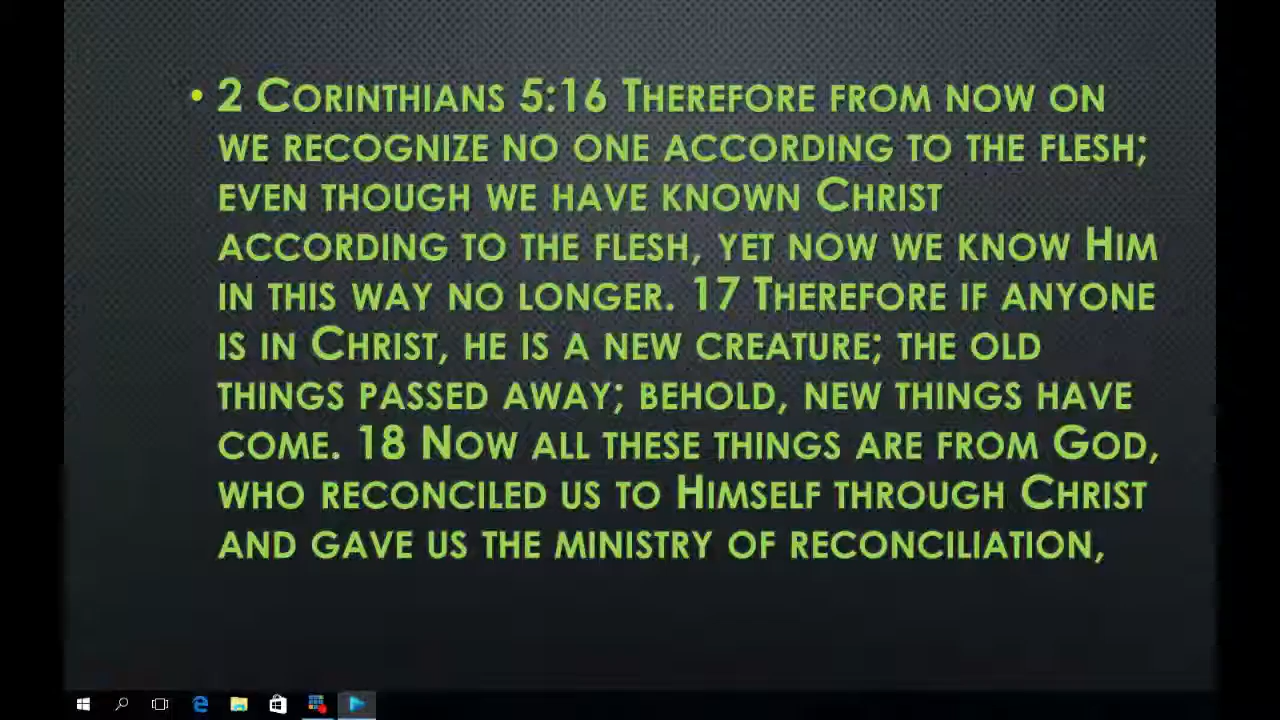 • 2 Corinthians 5:16 Therefore from now on
we recognize no one according to the flesh;
even though we have known Christ
according to the flesh, yet now we know Him
in this way no longer. 17 Therefore if anyone
is in Christ, he is a new creature; the old
things passed away; behold, new things have
come. 18 Now all these things are from God,
who reconciled us to Himself through Christ
and gave us the ministry of reconciliation,